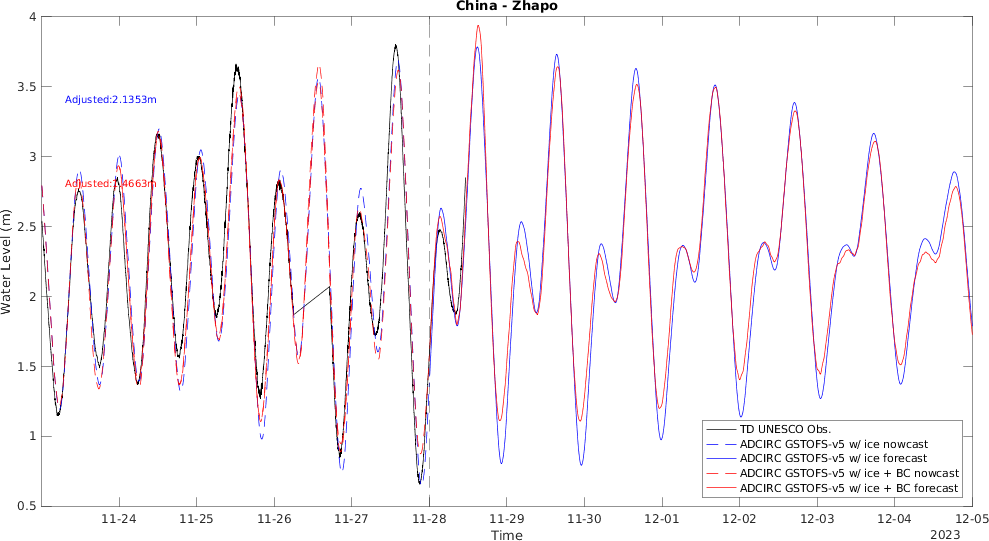 China - Zhapo
Water Level (m)
4
3.5
3
2.5
2
1.5
1
0.5
Adjusted:2.1353m
Adjusted:1.4663m
TD UNESCO Obs.
ADCIRC GSTOFS-v5 w/ ice nowcast
ADCIRC GSTOFS-v5 w/ ice forecast
ADCIRC GSTOFS-v5 w/ ice + BC nowcast
ADCIRC GSTOFS-v5 w/ ice + BC forecast
11-24 11-25 11-26 11-27 11-28 11-29 11-30 12-01 12-02 12-03 12-04 12-05
Time
2023